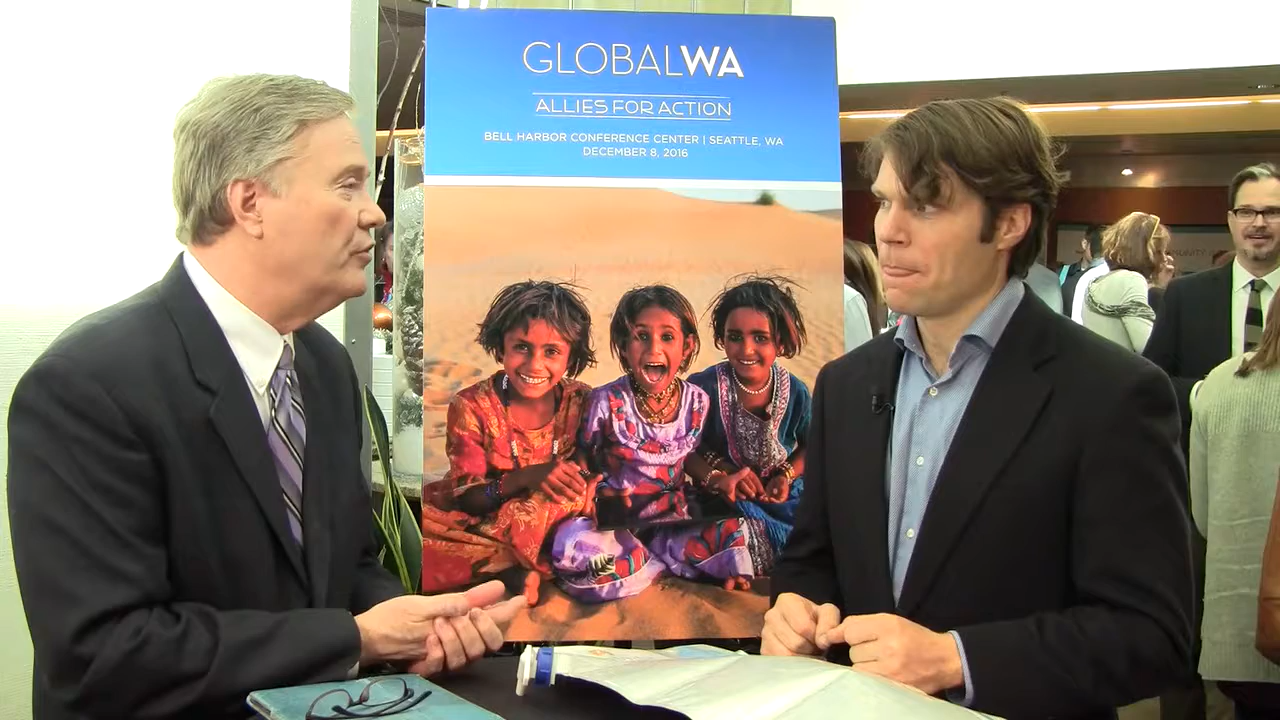 GLOBALWA
ALLIES FOR ACTION
BELL HARBOR CONFERENCE CENTER | SEATTLE, WA
DECEMBER 8, 2016